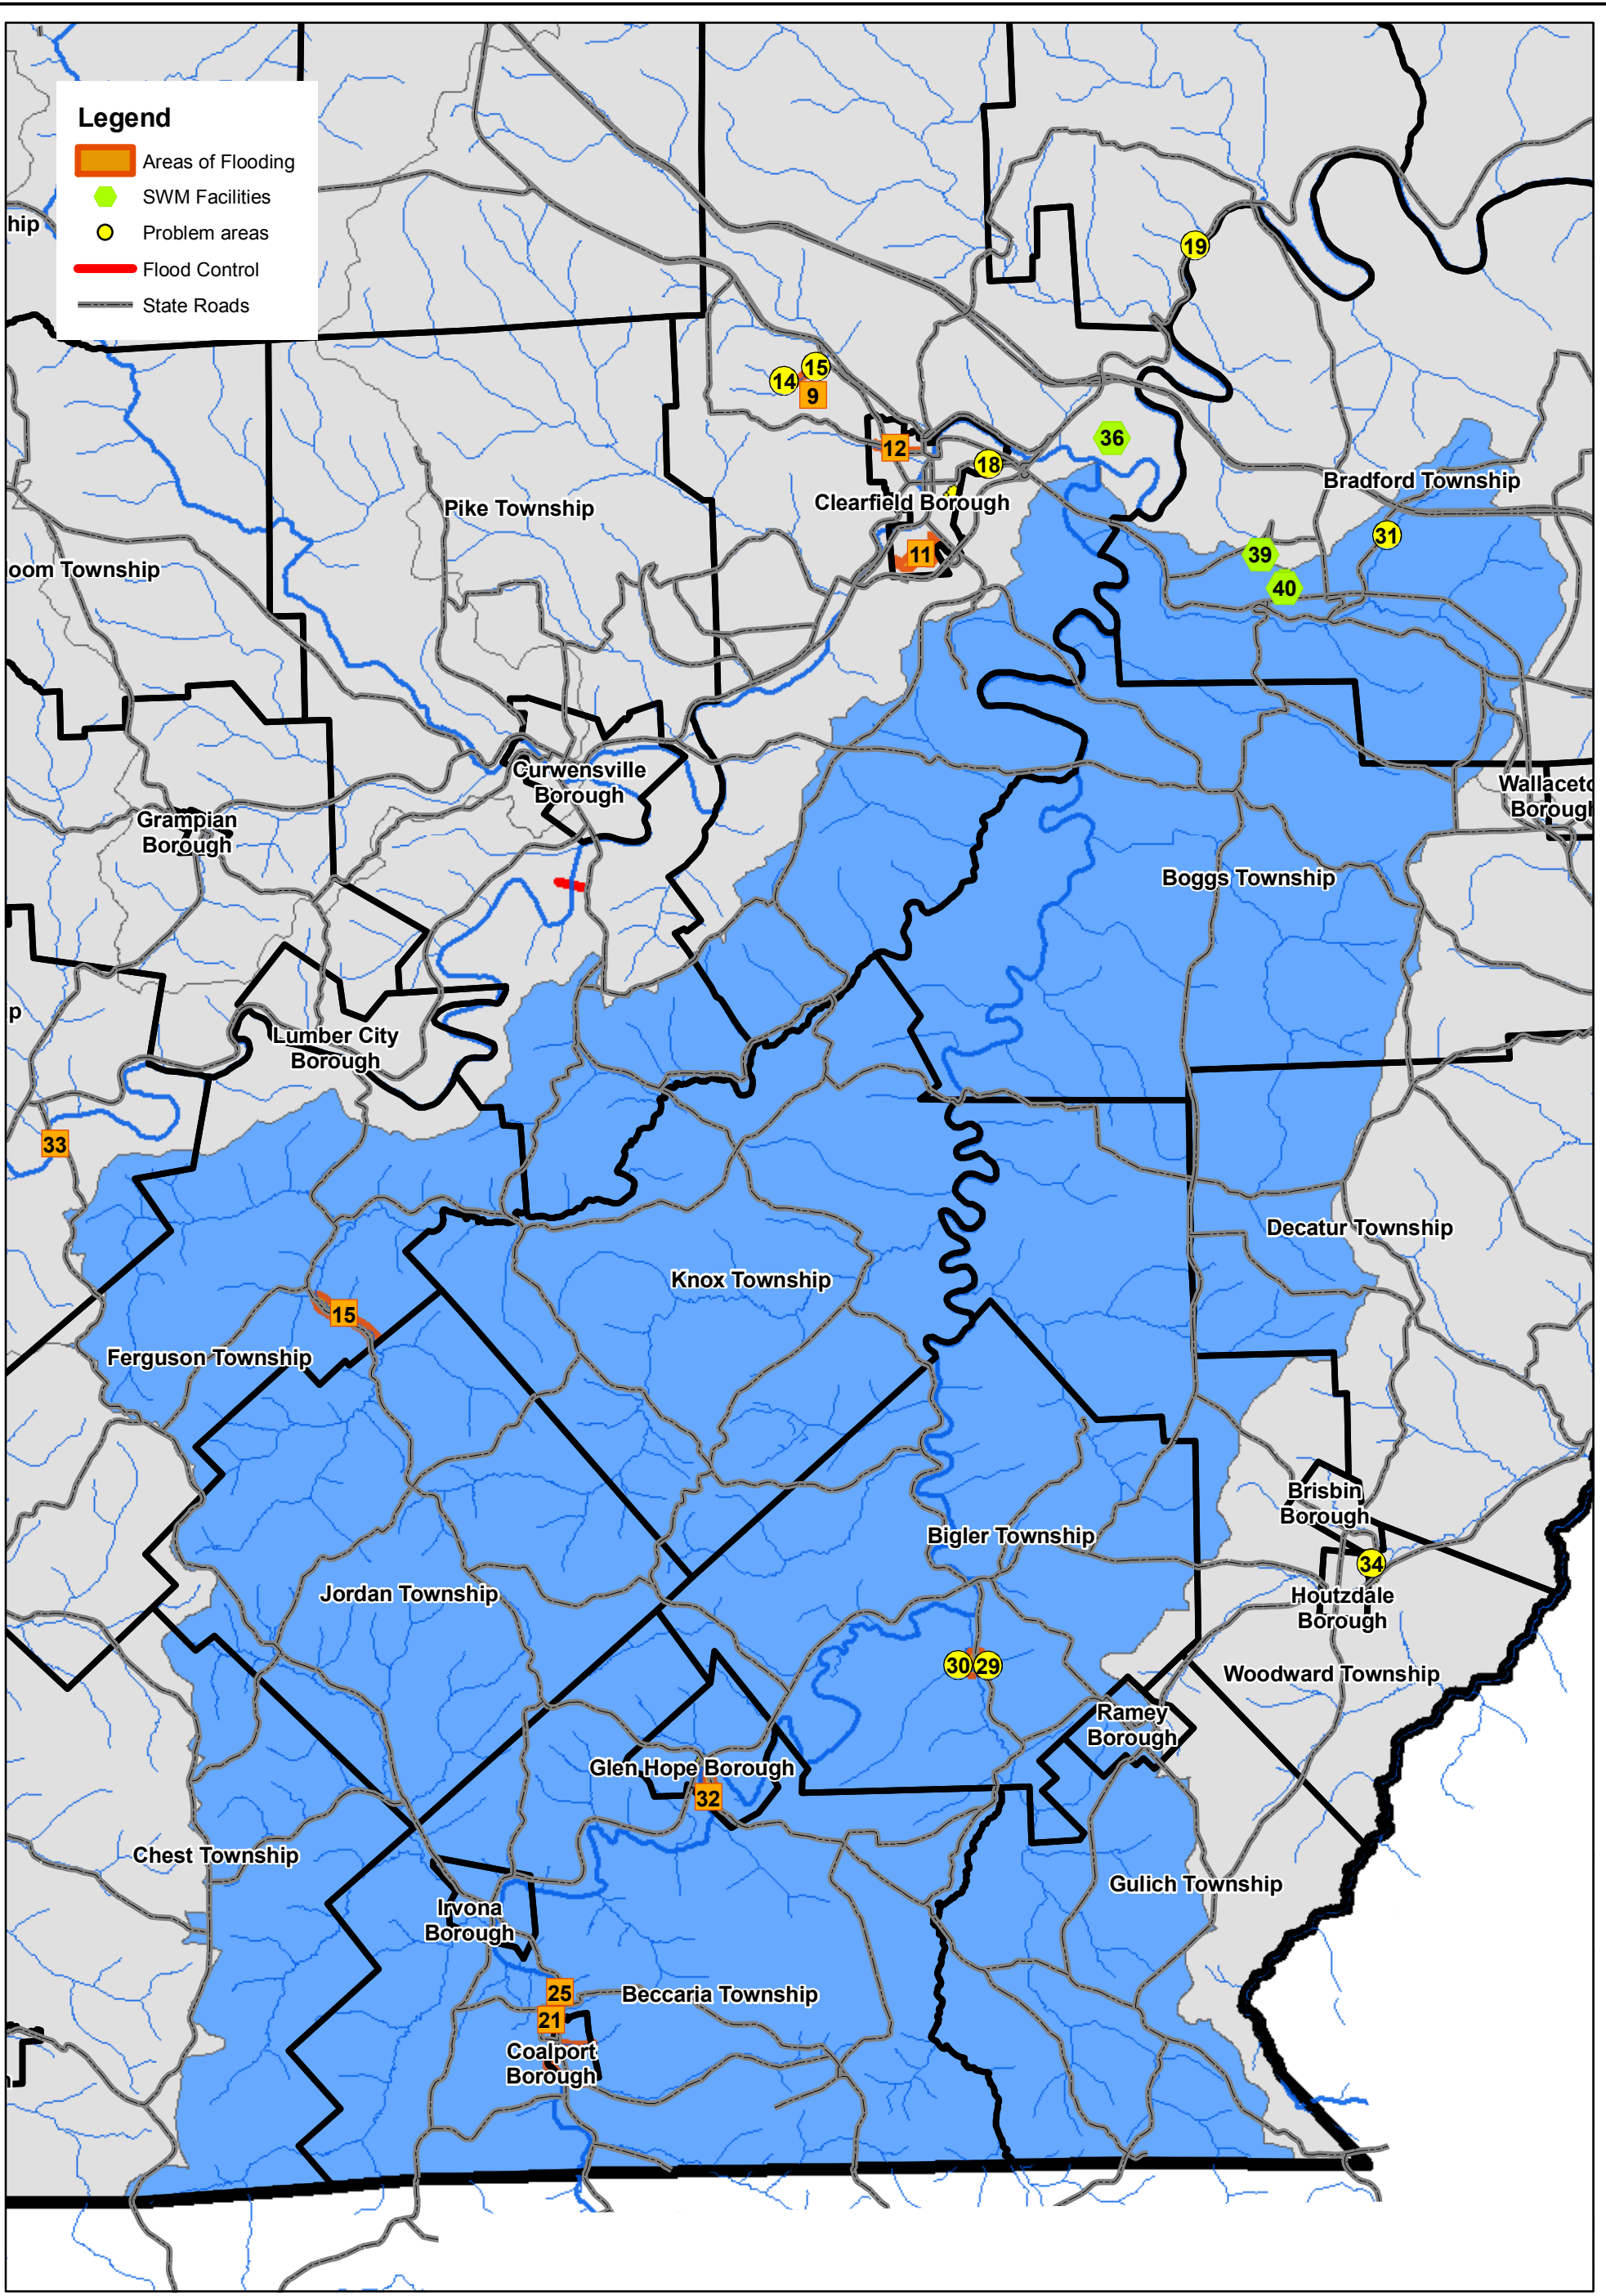 Legend
Areas of Flooding
SWM Facilities
Problem areas
Flood Control
State Roads
hip
19
15
14
9
12
36
18
Bradford Township
Pike Township
Clearfield Borough
31
11
39
oom Township
40
Curwensville
Borough
Wallaceto
Borough
Grampian
Borough
Boggs Township
p
Lumber City
Borough
33
Decatur Township
Knox Township
15
Ferguson Township
Brisbin
Borough
Bigler Township
34
Jordan Township
Houtzdale
Borough
30
29
Woodward Township
Ramey
Borough
Glen Hope Borough
32
Chest Township
Gulich Township
Irvona
Borough
25
Beccaria Township
21
Coalport
Borough